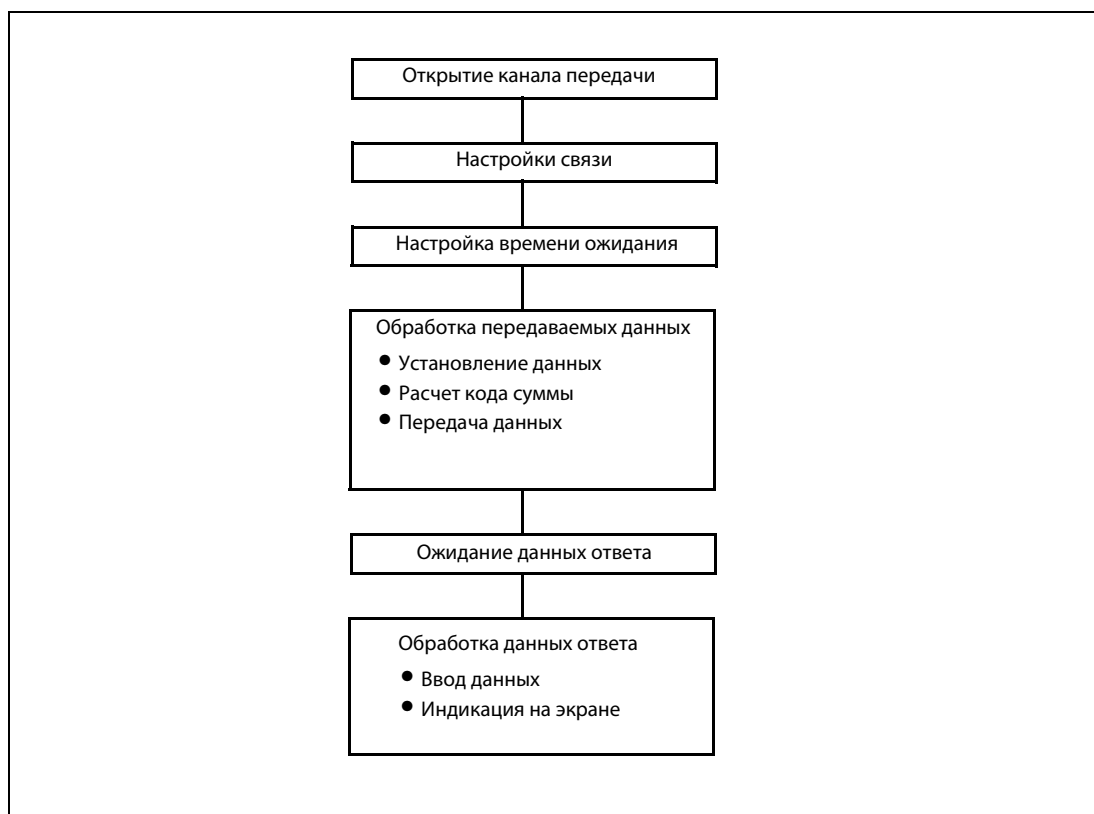 Открытие канала передачи
Настройки связи
Настройка времени ожидания
Обработка передаваемых данных
● Установление данных
● Расчет кода суммы
● Передача данных
Ожидание данных ответа
Обработка данных ответа
● Ввод данных
● Индикация на экране